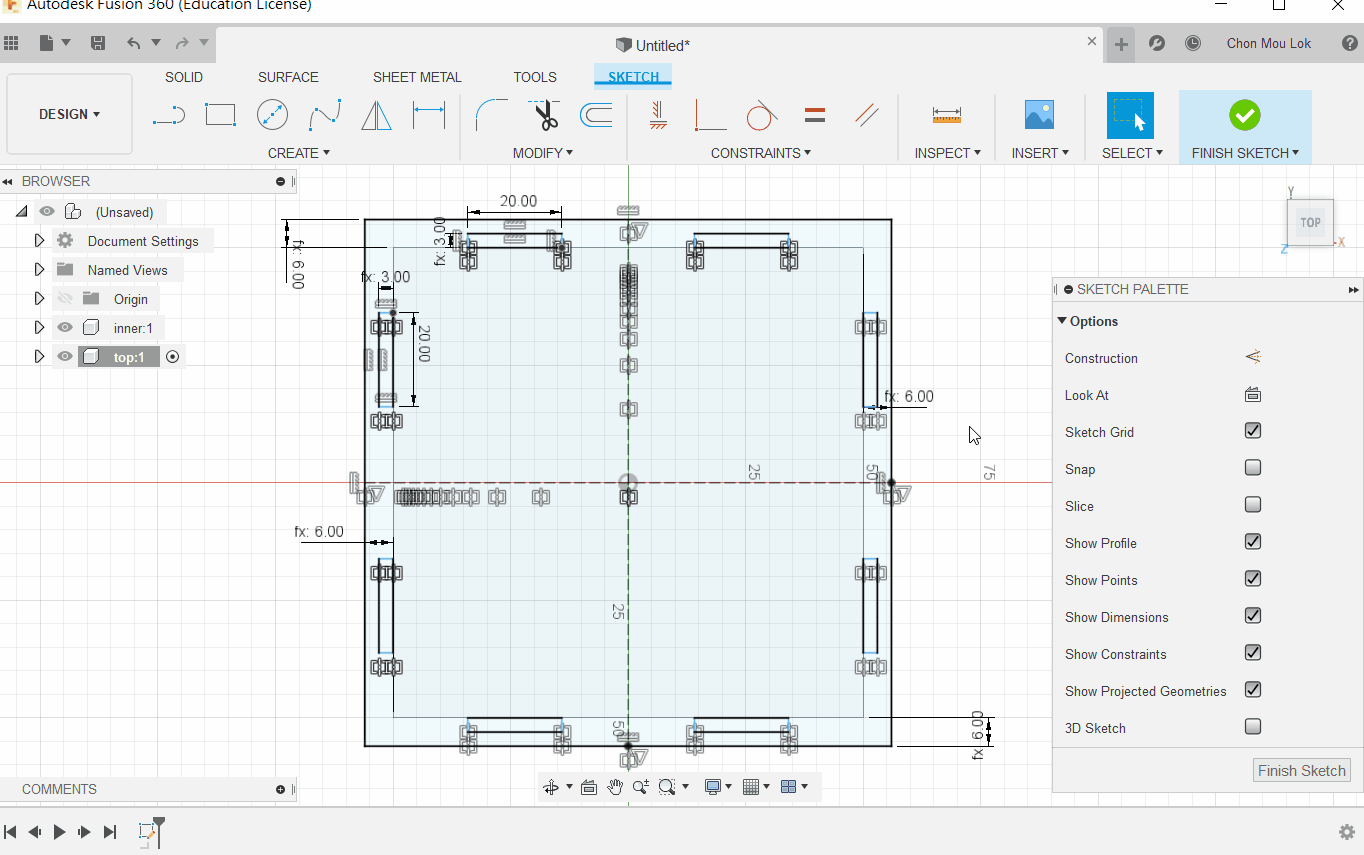 Autodesk Fusion 360 (Education License)
Untitled*
Chon Mou Lok
SOLID SURFACE SHEET METAL TOOLS SKETCH
DESIGN
CREATE MODIFY CONSTRAINTS INSPECT INSERT SELECT FINISH SKETCH
BROWSER
(Unsaved)
Document Settings
Named Views
Origin
inner:1
top:1
20.00
fx: 3.00
fx: 6.00
fx: 3.00
20.00
fx: 6.00
25
50
75
fx: 6.00
25
50
fx: 6.00
Y
TOP
X
Z
SKETCH PALETTE
Options
Construction
Look At
Sketch Grid
Snap
Slice
Show Profile
Show Points
Show Dimensions
Show Constraints
Show Projected Geometries
3D Sketch
Finish Sketch
COMMENTS